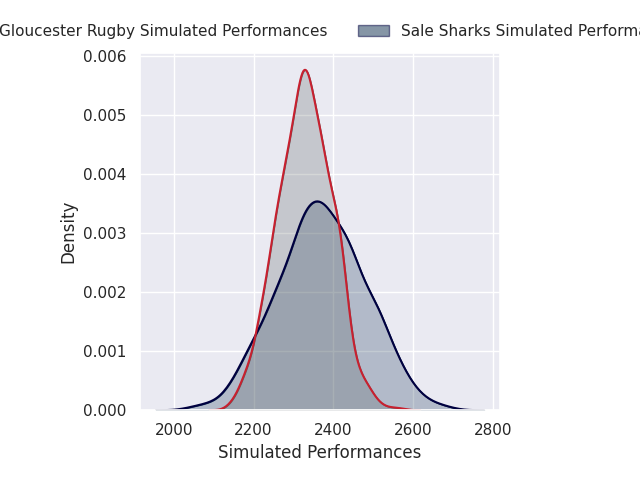 Gloucester Rugby Simulated Performances
Sale Sharks Simulated
0.006
0.005
0.004
0.003
0.002
0.001
0.000
Density
2000 2200 2400 2600 2800
Simulated Performances